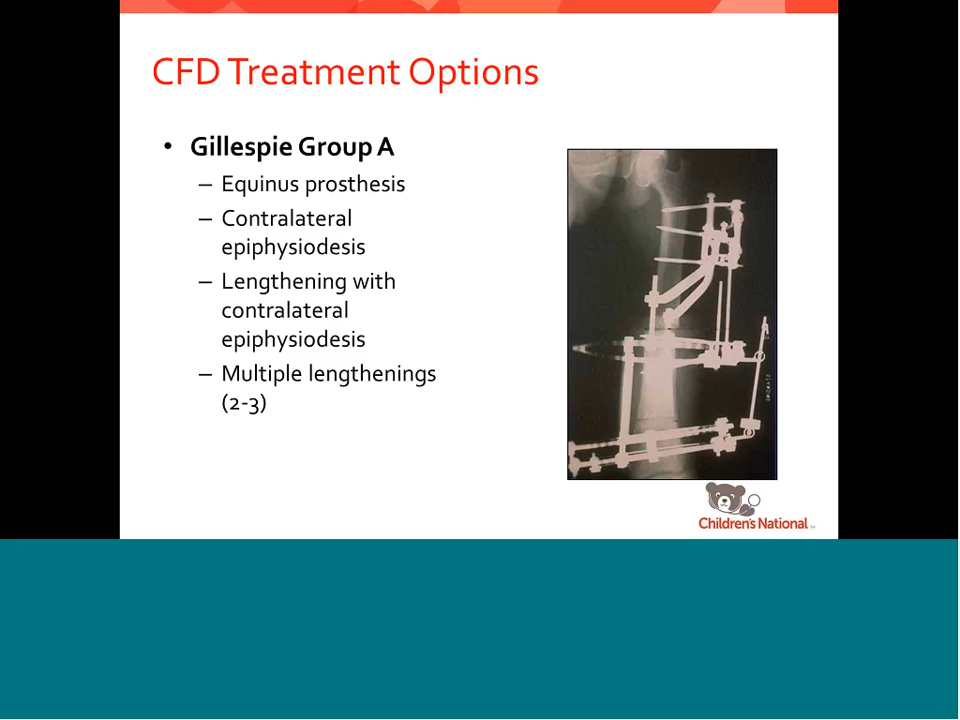 CFD Treatment Options
• Gillespie Group A
– Equinus prosthesis
– Contralateral
epiphysiodesis
– Lengthening with
contralateral
epiphysiodesis
– Multiple lengthenings
(2-3)
Children's National